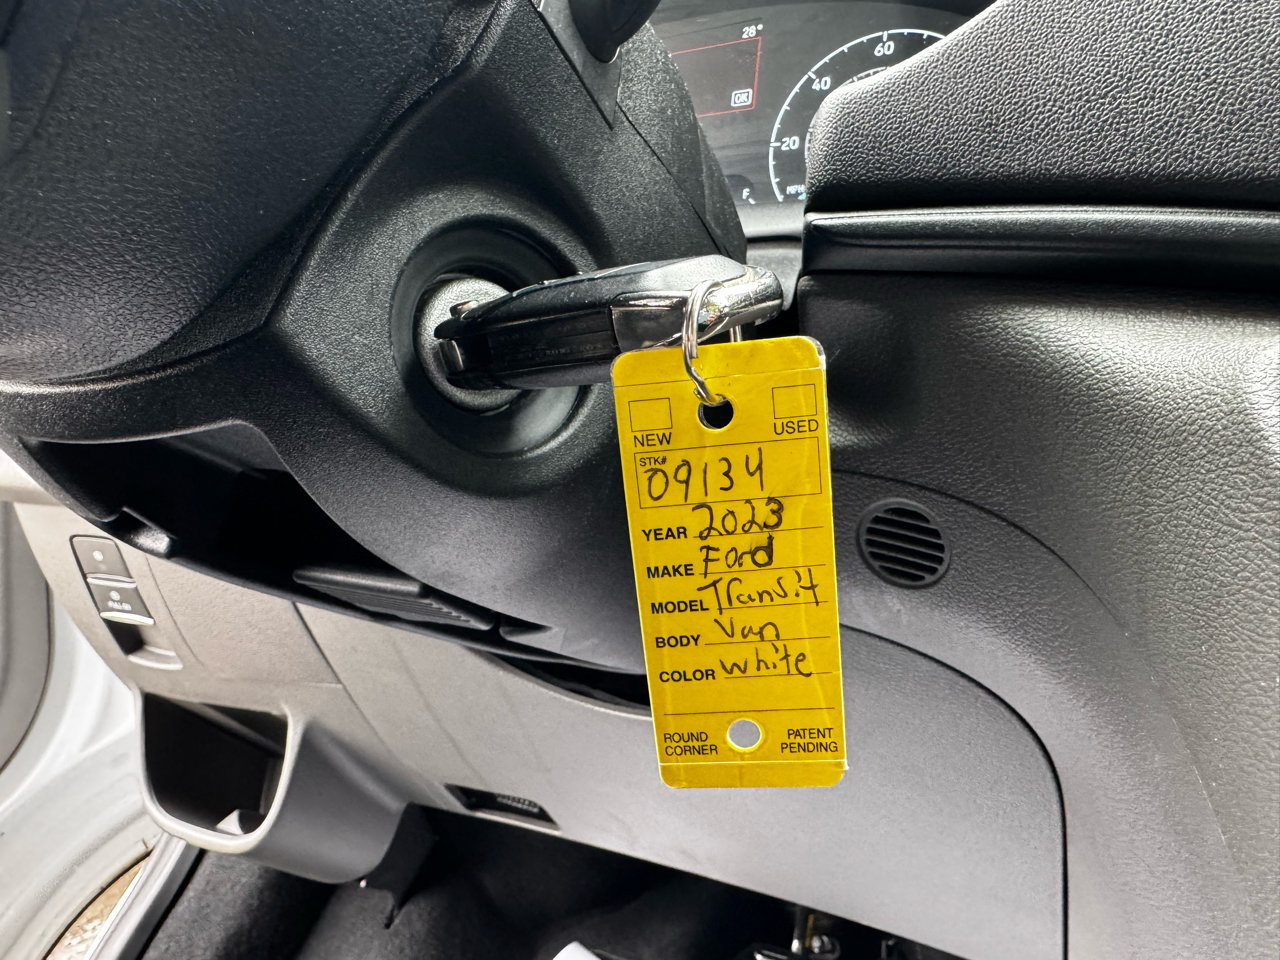 28°
OK
60
40
20
MPH
F
NEW
USED
STK#
09134
YEAR 2023
MAKE Ford
MODEL Transit
BODY Van
COLOR white
ROUND CORNER
PATENT PENDING